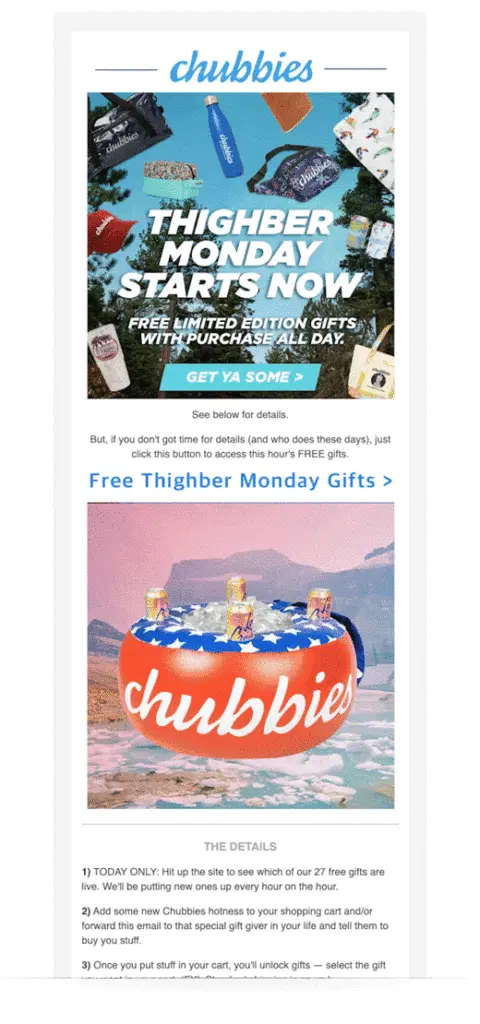 chubbies
chubbies
chubbies
chubbies
chubbies
THIGHBER
MONDAY
STARTS NOW
FREE LIMITED EDITION GIFTS
WITH PURCHASE ALL DAY.
chubbies
GET YA SOME >
See below for details.
But, if you don't got time for details (and who does these days), just
click this button to access this hour's FREE gifts.
Free Thighber Monday Gifts >
chubbies
THE DETAILS
1) TODAY ONLY: Hit up the site to see which of our 27 free gifts are
live. We'll be putting new ones up every hour on the hour.
2) Add some new Chubbies hotness to your shopping cart and/or
forward this email to that special gift giver in your life and tell them to
buy you stuff.
3) Once you put stuff in your cart, you'll unlock gifts — select the gift